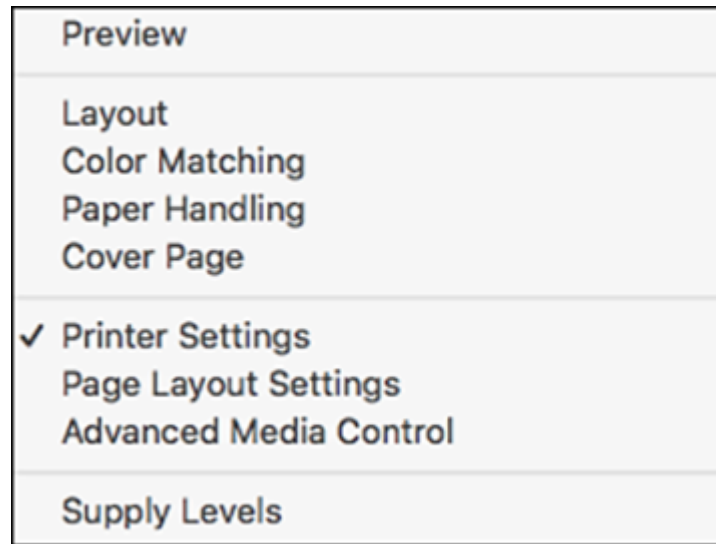 Preview
Layout
Color Matching
Paper Handling
Cover Page
✓ Printer Settings
Page Layout Settings
Advanced Media Control
Supply Levels